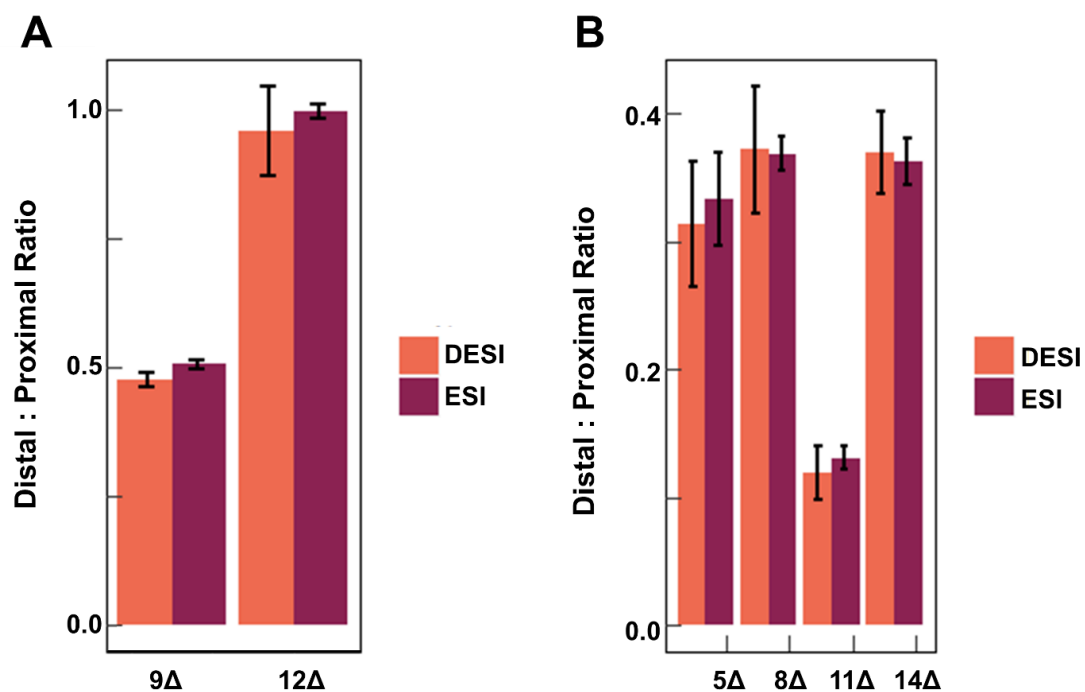 A
Distal : Proximal Ratio
1.0
0.5
0.0
9Δ 12Δ
DESI
ESI
B
Distal : Proximal Ratio
0.4
0.2
0.0
5Δ 8Δ 11Δ 14Δ
DESI
ESI